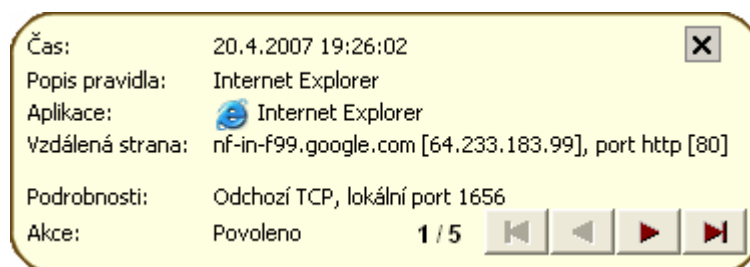 Čas: 20.4.2007 19:26:02
Popis pravidla: Internet Explorer
Aplikace: Internet Explorer
Vzdálená strana: nf-in-f99.google.com [64.233.183.99], port http [80]
Podrobnosti: Odchozí TCP, lokální port 1656
Akce: Povoleno 1 / 5